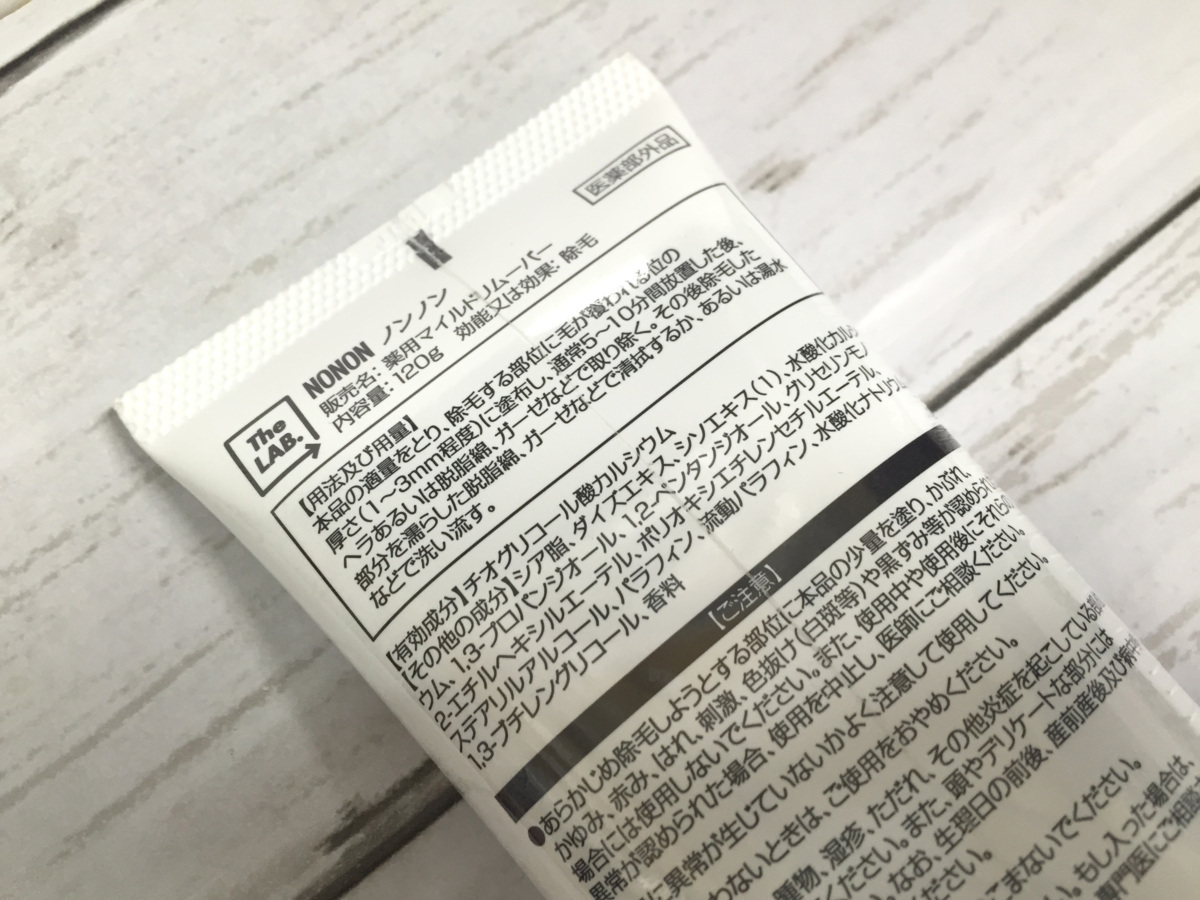 医薬部外品
The LAB.
NONON ノンノン
販売名: 薬用マイルドリムーバー
内容量: 120g 効能又は効果: 除毛
【用法及び用量】
本品の適量をとり、除毛する部位に毛が覆われる位の
厚さ(1〜3mm程度)に塗布し、通常5〜10分間放置した後、
ヘラあるいは脱脂綿、ガーゼなどで取り除く。その後除毛した
部分を濡らした脱脂綿、ガーゼなどで清拭するか、あるいは湯水
などで洗い流す。
【有効成分】チオグリコール酸カルシウム
【その他の成分】シア脂、ダイズエキス、シソエキス(1)、水酸化カルシ
ウム、1,3-プロパンジオール、1,2-ペンタンジオール、グリセリンモノ
2-エチルヘキシルエーテル、ポリオキシエチレンセチルエーテル、
ステアリルアルコール、パラフィン、流動パラフィン、水酸化ナトリウ
1,3-ブチレングリコール、香料
【ご注意】
●あらかじめ除毛しようとする部位に本品の少量を塗り、かぶれ、
かゆみ、赤み、はれ、刺激、色抜け(白斑等)や黒ずみ等が認められ
場合には使用しないでください。また、使用中や使用後にそれらの
異常が認められた場合、使用を中止し、医師にご相談ください。
に異常が生じていないかよく注意して使用してください。
わないときは、ご使用をおやめください。
腫物、湿疹、ただれ、その他炎症を起こしている
ください。また、頭やデリケートな部分には
。なお、生理日の前後、産前産後及び
ださい。
こまないでください。
。もし入った場合は、
専門医にご相談